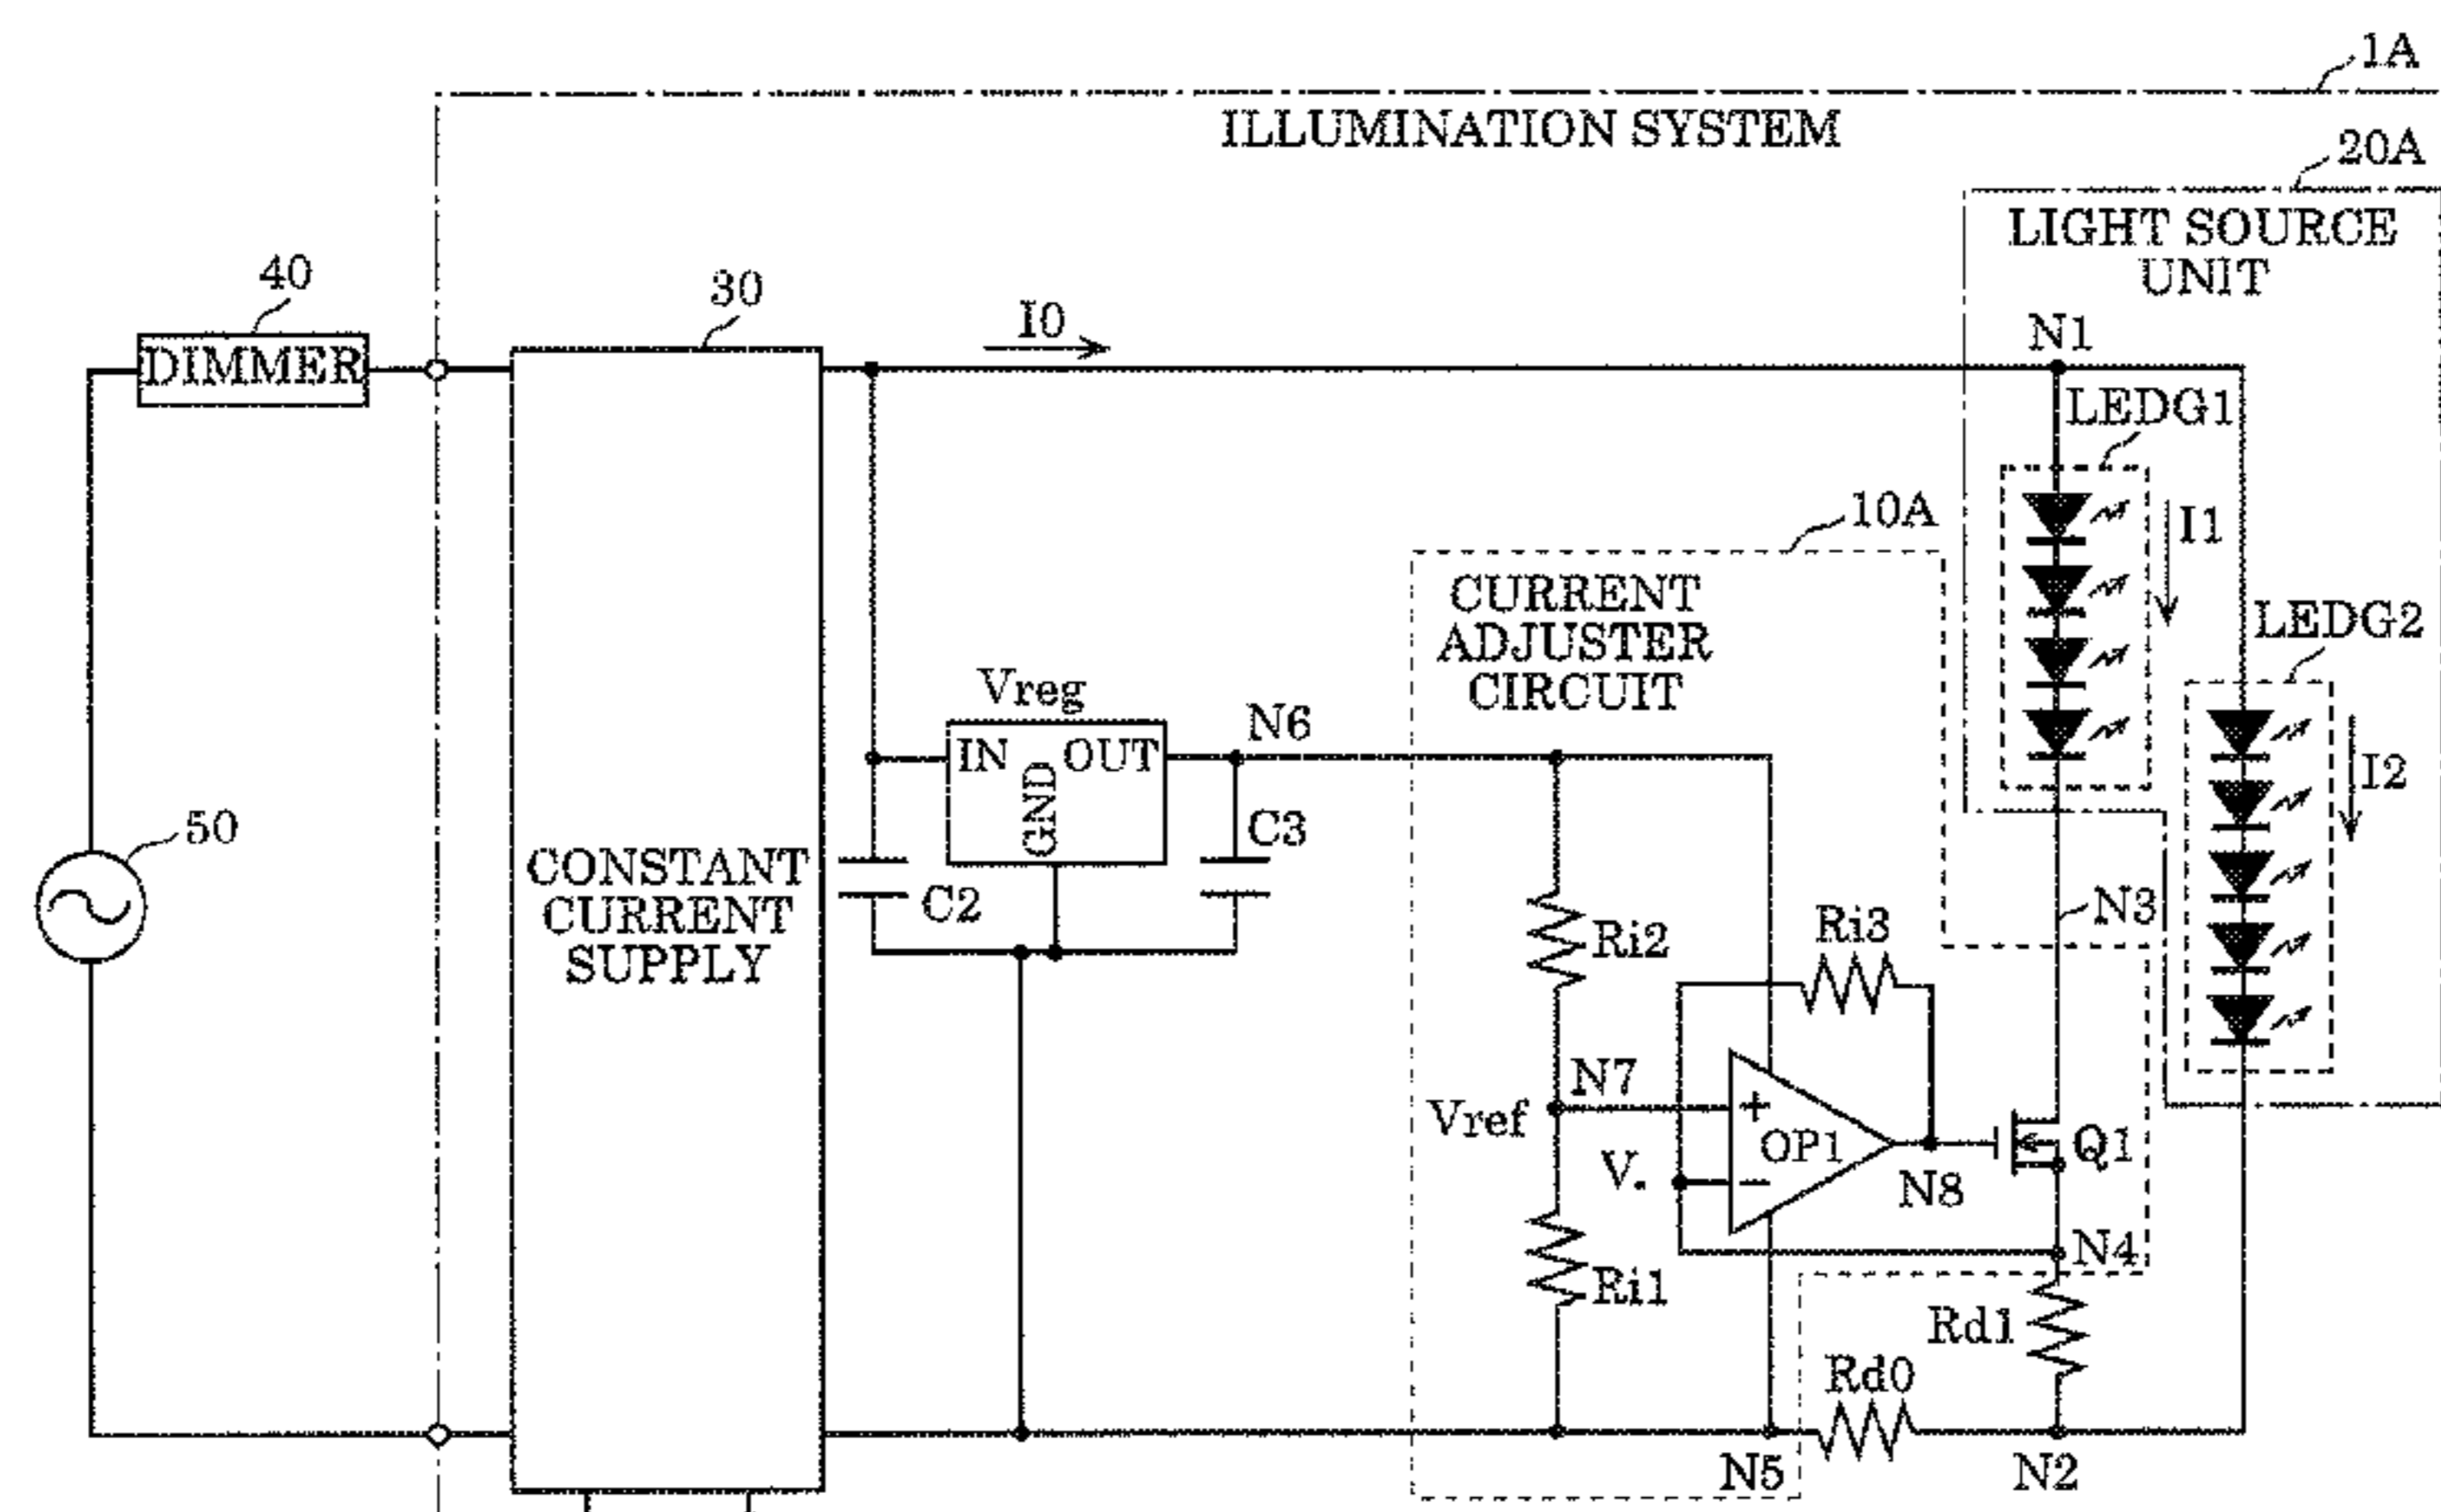 1A
ILLUMINATION SYSTEM
20A
LIGHT SOURCE
UNIT
40
DIMMER
30
I0
N1
LEDG1
I1
10A
CURRENT
ADJUSTER
CIRCUIT
LEDG2
I2
Vreg
IN
OUT
GND
N6
C3
C2
50
CONSTANT
CURRENT
SUPPLY
N3
Ri2
Ri3
N7
Vref
+
OP1
V-
−
N8
Q1
N4
Ri1
Rd1
Rd0
N5
N2